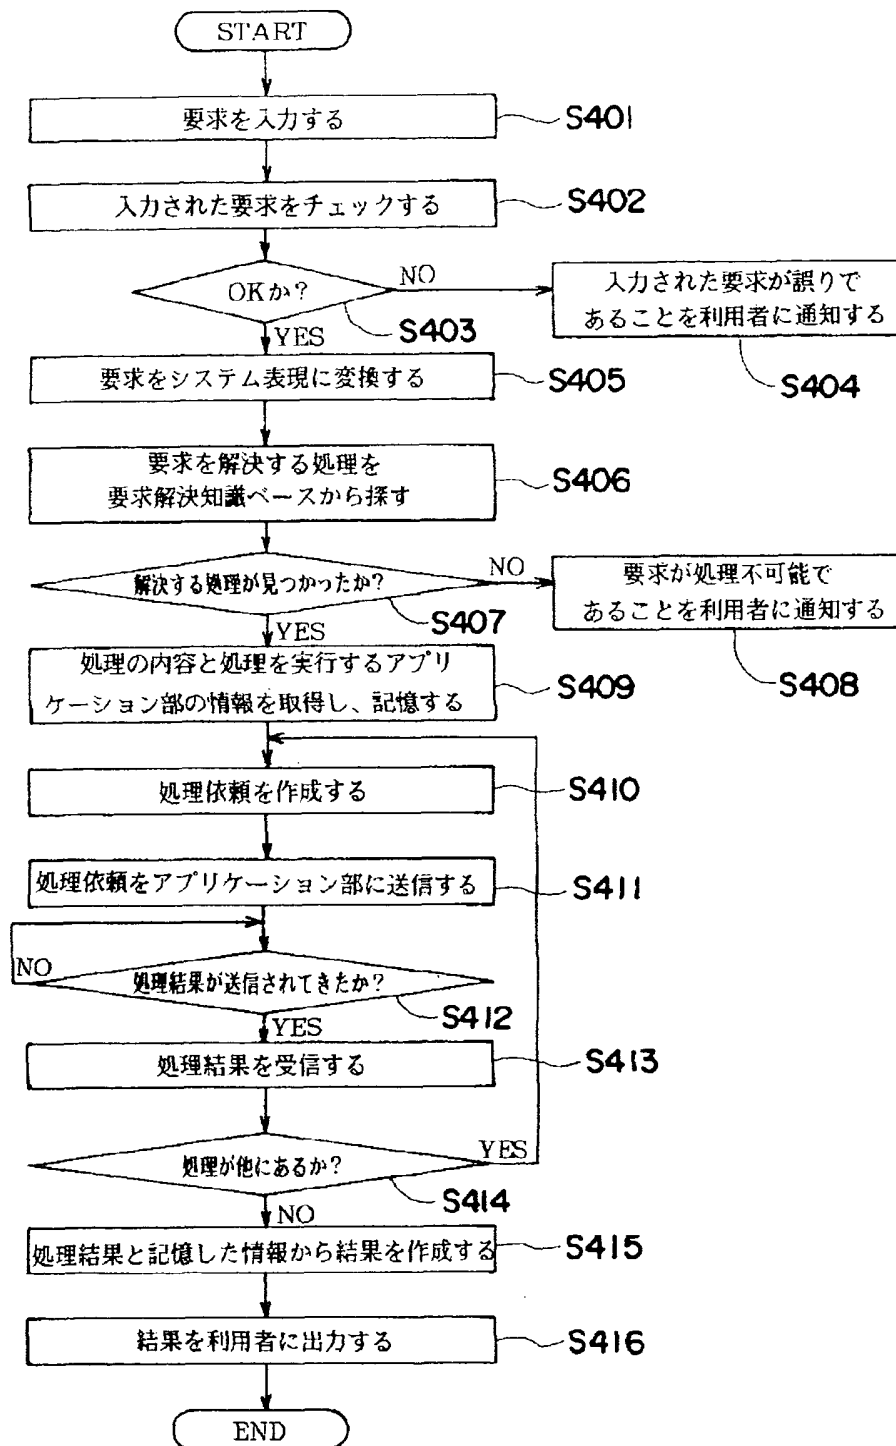 START
要求を入力する
S401
入力された要求をチェックする
S402
OKか?
NO
YES
S403
入力された要求が誤りで
あることを利用者に通知する
S404
要求をシステム表現に変換する
S405
要求を解決する処理を
要求解決知識ベースから探す
S406
解決する処理が見つかったか?
NO
YES
S407
要求が処理不可能で
あることを利用者に通知する
S408
処理の内容と処理を実行するアプリ
ケーション部の情報を取得し、記憶する
S409
処理依頼を作成する
S410
処理依頼をアプリケーション部に送信する
S411
NO
処理結果が送信されてきたか?
S412
YES
処理結果を受信する
S413
処理が他にあるか?
YES
S414
NO
処理結果と記憶した情報から結果を作成する
S415
結果を利用者に出力する
S416
END